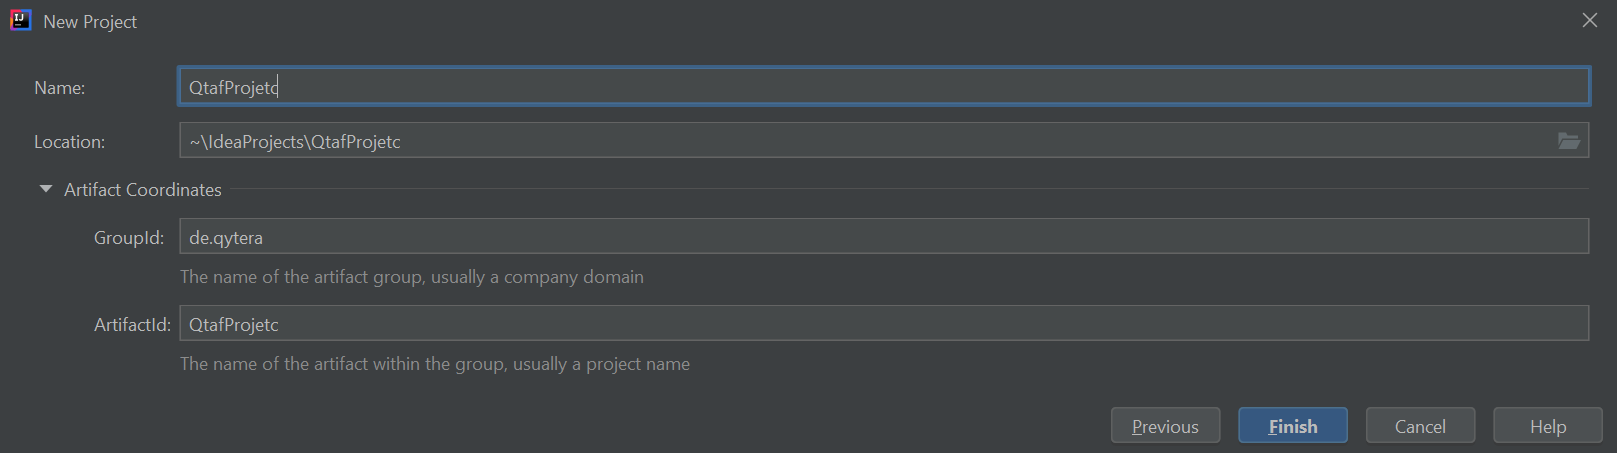 New Project
Name: QtafProjetc
Location: ~\IdeaProjects\QtafProjetc
Artifact Coordinates
GroupId: de.qytera
The name of the artifact group, usually a company domain
ArtifactId: QtafProjetc
The name of the artifact within the group, usually a project name
Previous Finish Cancel Help